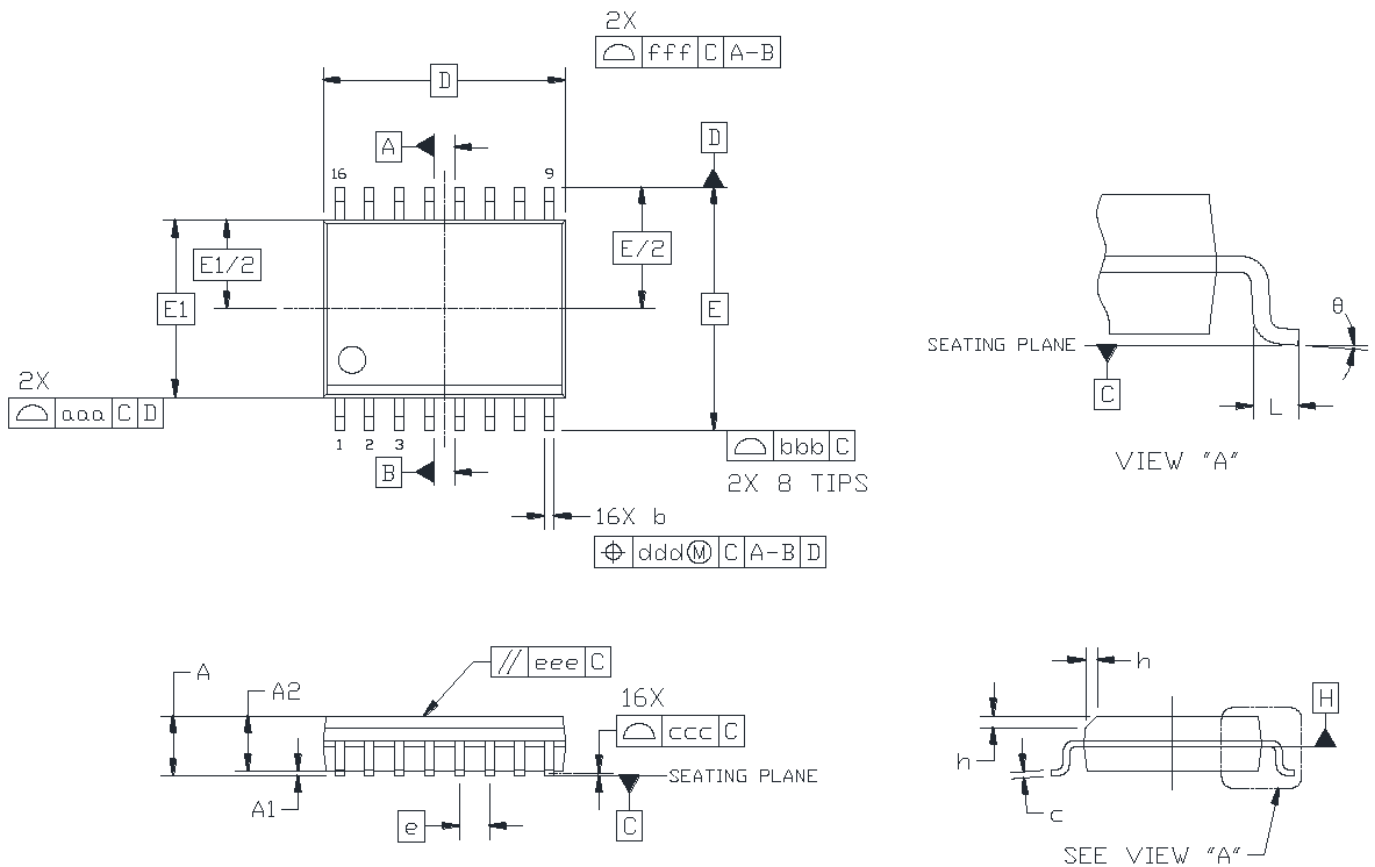 2X
⌓ fff C A-B
D
A
D
16
9
E1/2
E/2
E1
E
2X
⌓ aaa C D
1 2 3
B
⌓ bbb C
2X 8 TIPS
16X b
⌖ ddd Ⓜ C A-B D
θ
SEATING PLANE
C
L
VIEW "A"
A
A2
// eee C
16X
⌓ ccc C
SEATING PLANE
A1
e
C
h
H
h
c
SEE VIEW "A"